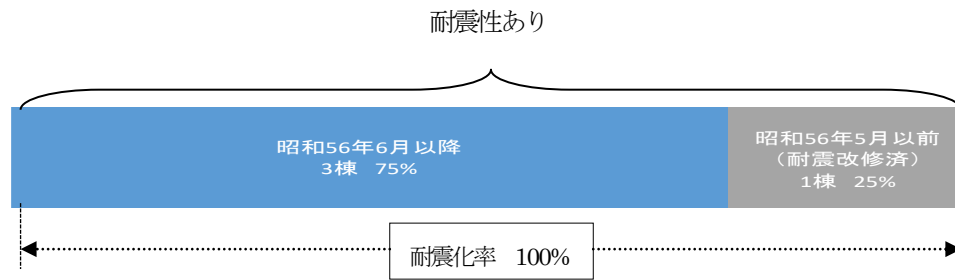 耐震性あり
昭和56年6月以降
3棟 75%
昭和56年5月以前
（耐震改修済）
1棟 25%
耐震化率 100%